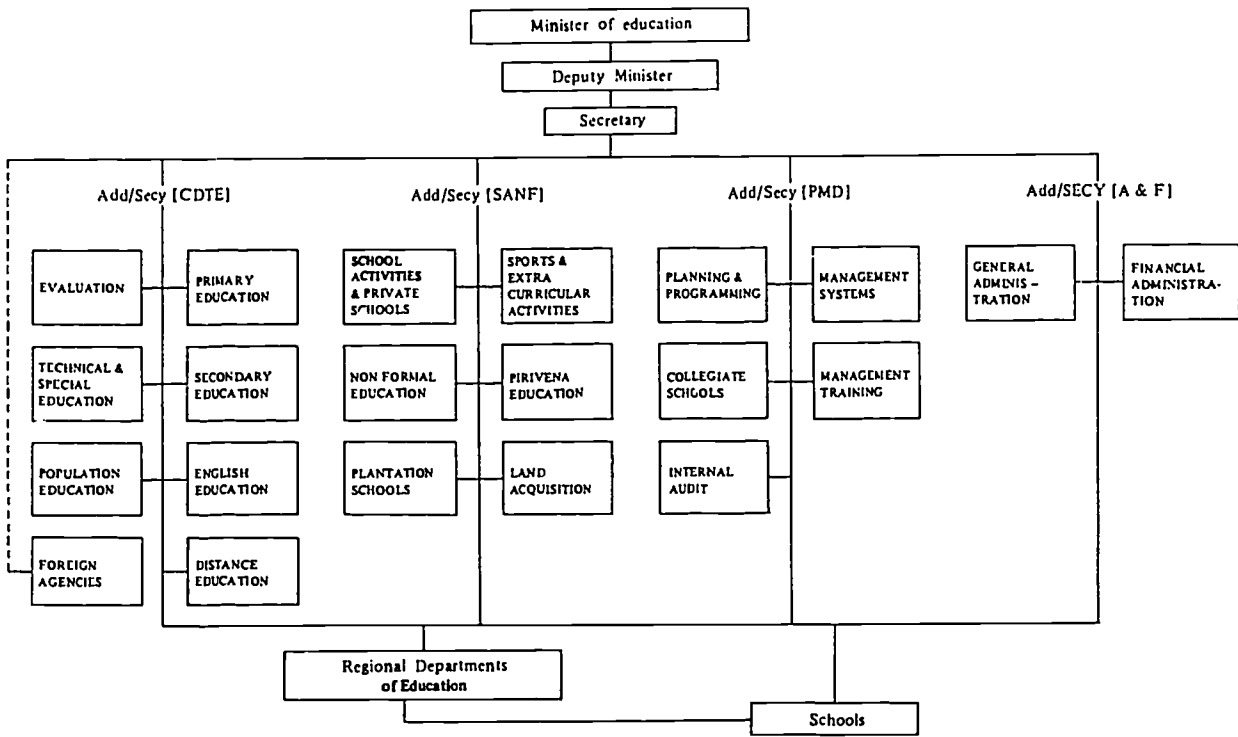 Minister of education
Deputy Minister
Secretary
Add/Secy [CDTE]
Add/Secy [SANF]
Add/Secy [PMD]
Add/SECY [A & F]
EVALUATION
PRIMARY
EDUCATION
SCHOOL
ACTIVITIES
& PRIVATE
SCHOOLS
SPORTS &
EXTRA
CURRICULAR
ACTIVITIES
PLANNING &
PROGRAMMING
MANAGEMENT
SYSTEMS
GENERAL
ADMINIS -
TRATION
FINANCIAL
ADMINISTRA-
TION
TECHNICAL &
SPECIAL
EDUCATION
SECONDARY
EDUCATION
NON FORMAL
EDUCATION
PIRIVENA
EDUCATION
COLLEGIATE
SCHOOLS
MANAGEMENT
TRAINING
POPULATION
EDUCATION
ENGLISH
EDUCATION
PLANTATION
SCHOOLS
LAND
ACQUISITION
INTERNAL
AUDIT
FOREIGN
AGENCIES
DISTANCE
EDUCATION
Regional Departments
of Education
Schools